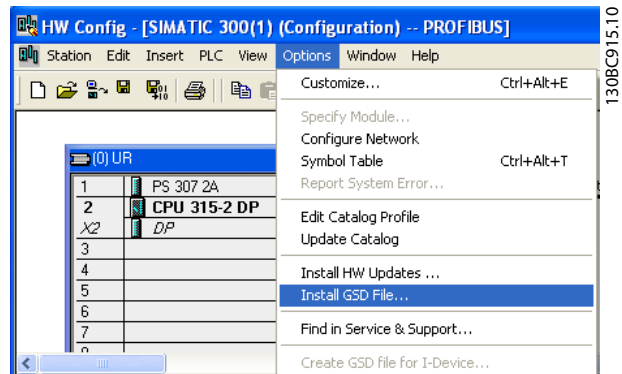 HW Config - [SIMATIC 300(1) (Configuration) -- PROFIBUS]
Station Edit Insert PLC View Options Window Help
Customize... Ctrl+Alt+E
Specify Module...
Configure Network
Symbol Table Ctrl+Alt+T
Report System Error...
Edit Catalog Profile
Update Catalog
Install HW Updates ...
Install GSD File...
Find in Service & Support...
Create GSD file for I-Device...
(0) UR
1 PS 307 2A
2 CPU 315-2 DP
X2 DP
3
4
5
6
7
130BC915.10